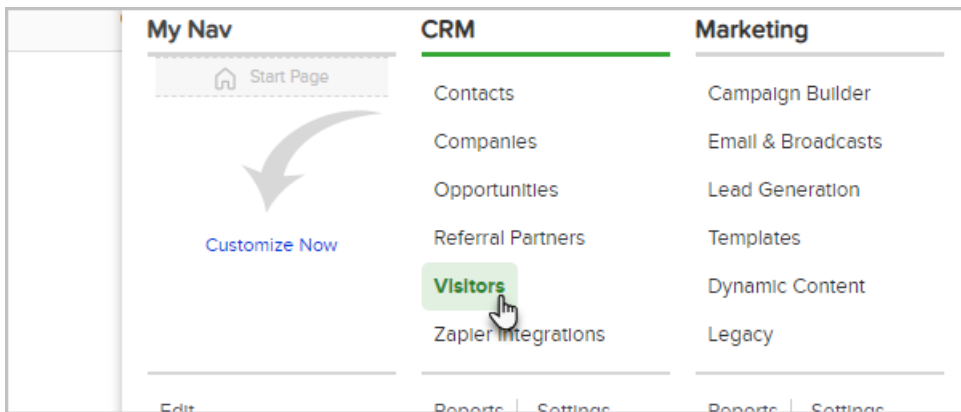 My Nav
Start Page
Customize Now
Edit
CRM
Contacts
Companies
Opportunities
Referral Partners
Visitors
Zapier Integrations
Reports | Settings
Marketing
Campaign Builder
Email & Broadcasts
Lead Generation
Templates
Dynamic Content
Legacy
Reports | Settings